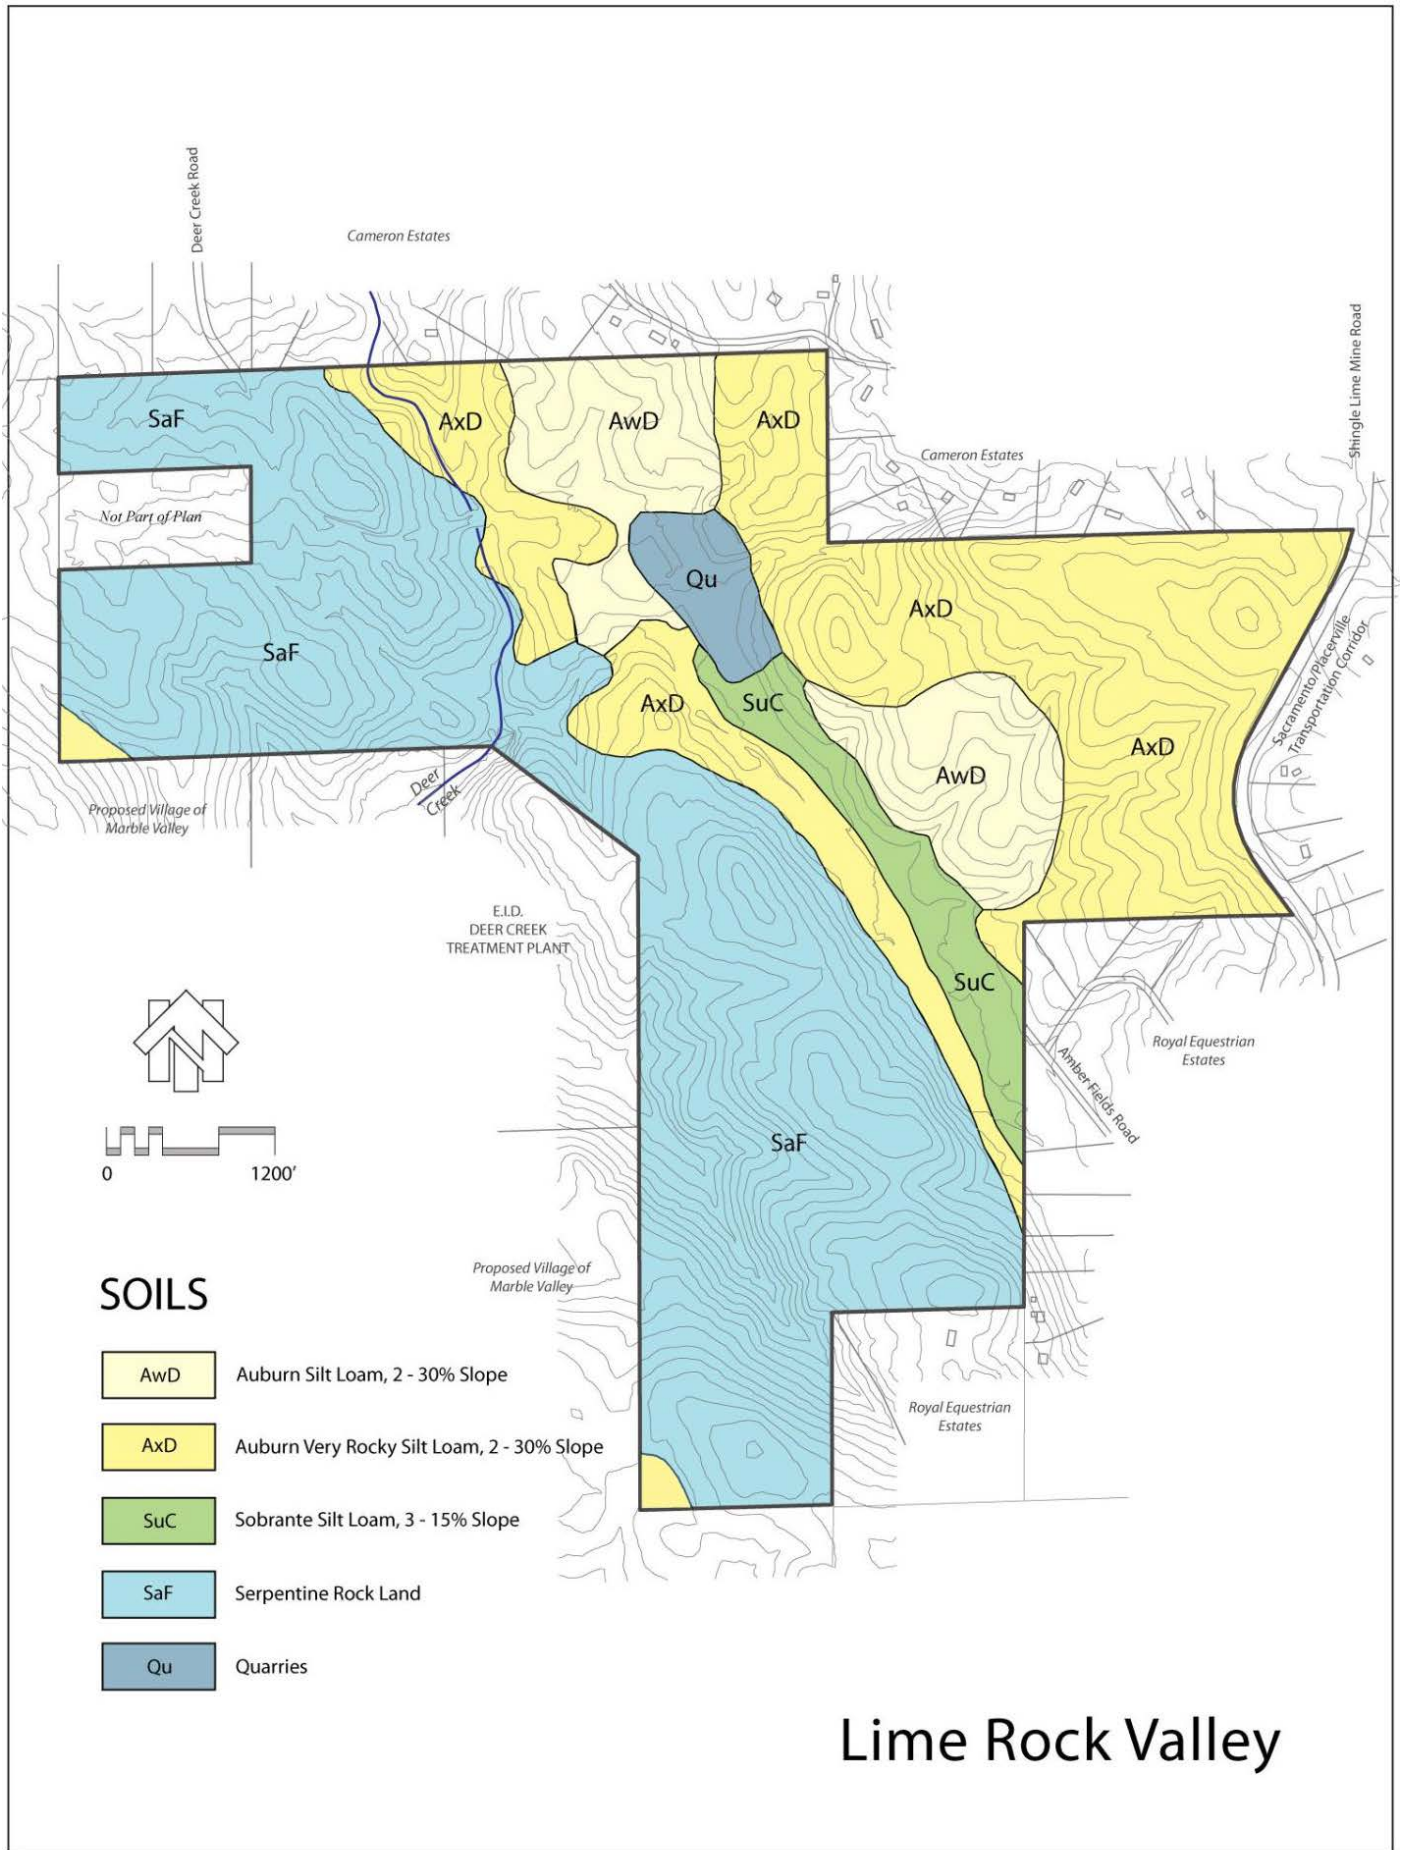 Deer Creek Road
Cameron Estates
Shingle Lime Mine Road
SaF
AxD
AwD
AxD
Cameron Estates
Not Part of Plan
Qu
AxD
SaF
Sacramento/Placerville
Transportation Corridor
AxD
SuC
AxD
AwD
Deer
Creek
Proposed Village of
Marble Valley
E.I.D.
DEER CREEK
TREATMENT PLANT
SuC
Royal Equestrian
Estates
Amber Fields Road
SaF
0
1200'
Proposed Village of
Marble Valley
SOILS
AwD Auburn Silt Loam, 2 - 30% Slope
Royal Equestrian
Estates
AxD Auburn Very Rocky Silt Loam, 2 - 30% Slope
SuC Sobrante Silt Loam, 3 - 15% Slope
SaF Serpentine Rock Land
Qu Quarries
Lime Rock Valley